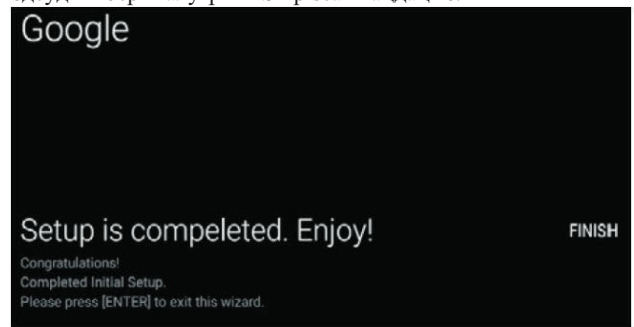 Google
Setup is compeleted. Enjoy!
FINISH
Congratulations!
Completed Initial Setup.
Please press [ENTER] to exit this wizard.